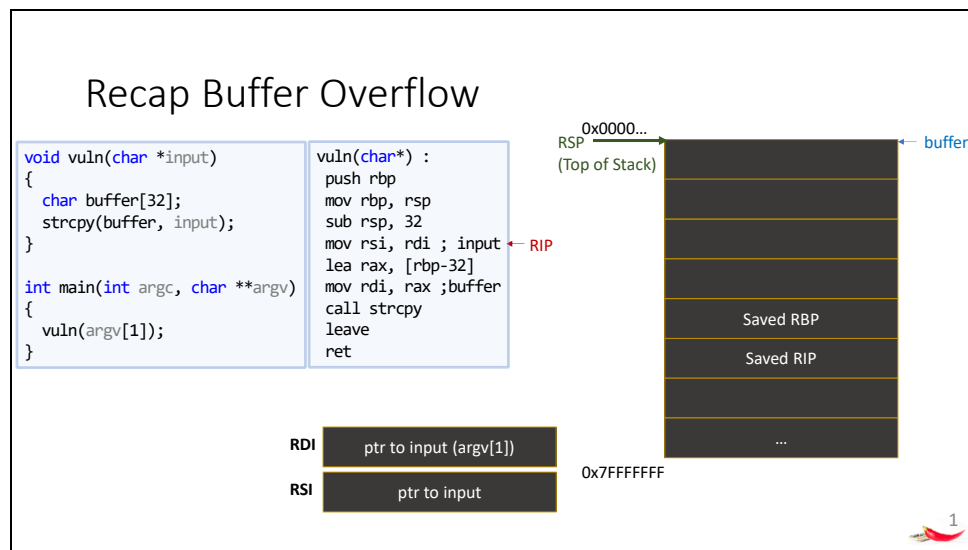 Recap Buffer Overflow
void vuln(char *input)
{
  char buffer[32];
  strcpy(buffer, input);
}
int main(int argc, char **argv)
{
  vuln(argv[1]);
}
vuln(char*) :
push rbp
mov rbp, rsp
sub rsp, 32
mov rsi, rdi ; input
lea rax, [rbp-32]
mov rdi, rax ;buffer
call strcpy
leave
ret
RIP
0x0000...
RSP
(Top of Stack)
buffer
Saved RBP
Saved RIP
...
0x7FFFFFFF
RDI ptr to input (argv[1])
RSI ptr to input
1